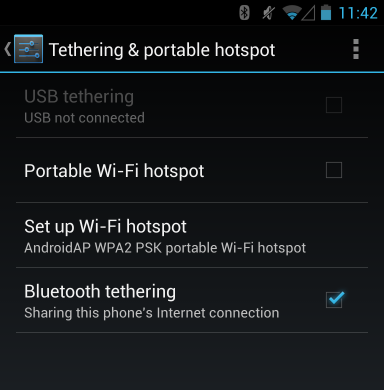 11:42
Tethering & portable hotspot
USB tethering
USB not connected
Portable Wi-Fi hotspot
Set up Wi-Fi hotspot
AndroidAP WPA2 PSK portable Wi-Fi hotspot
Bluetooth tethering
Sharing this phone's Internet connection